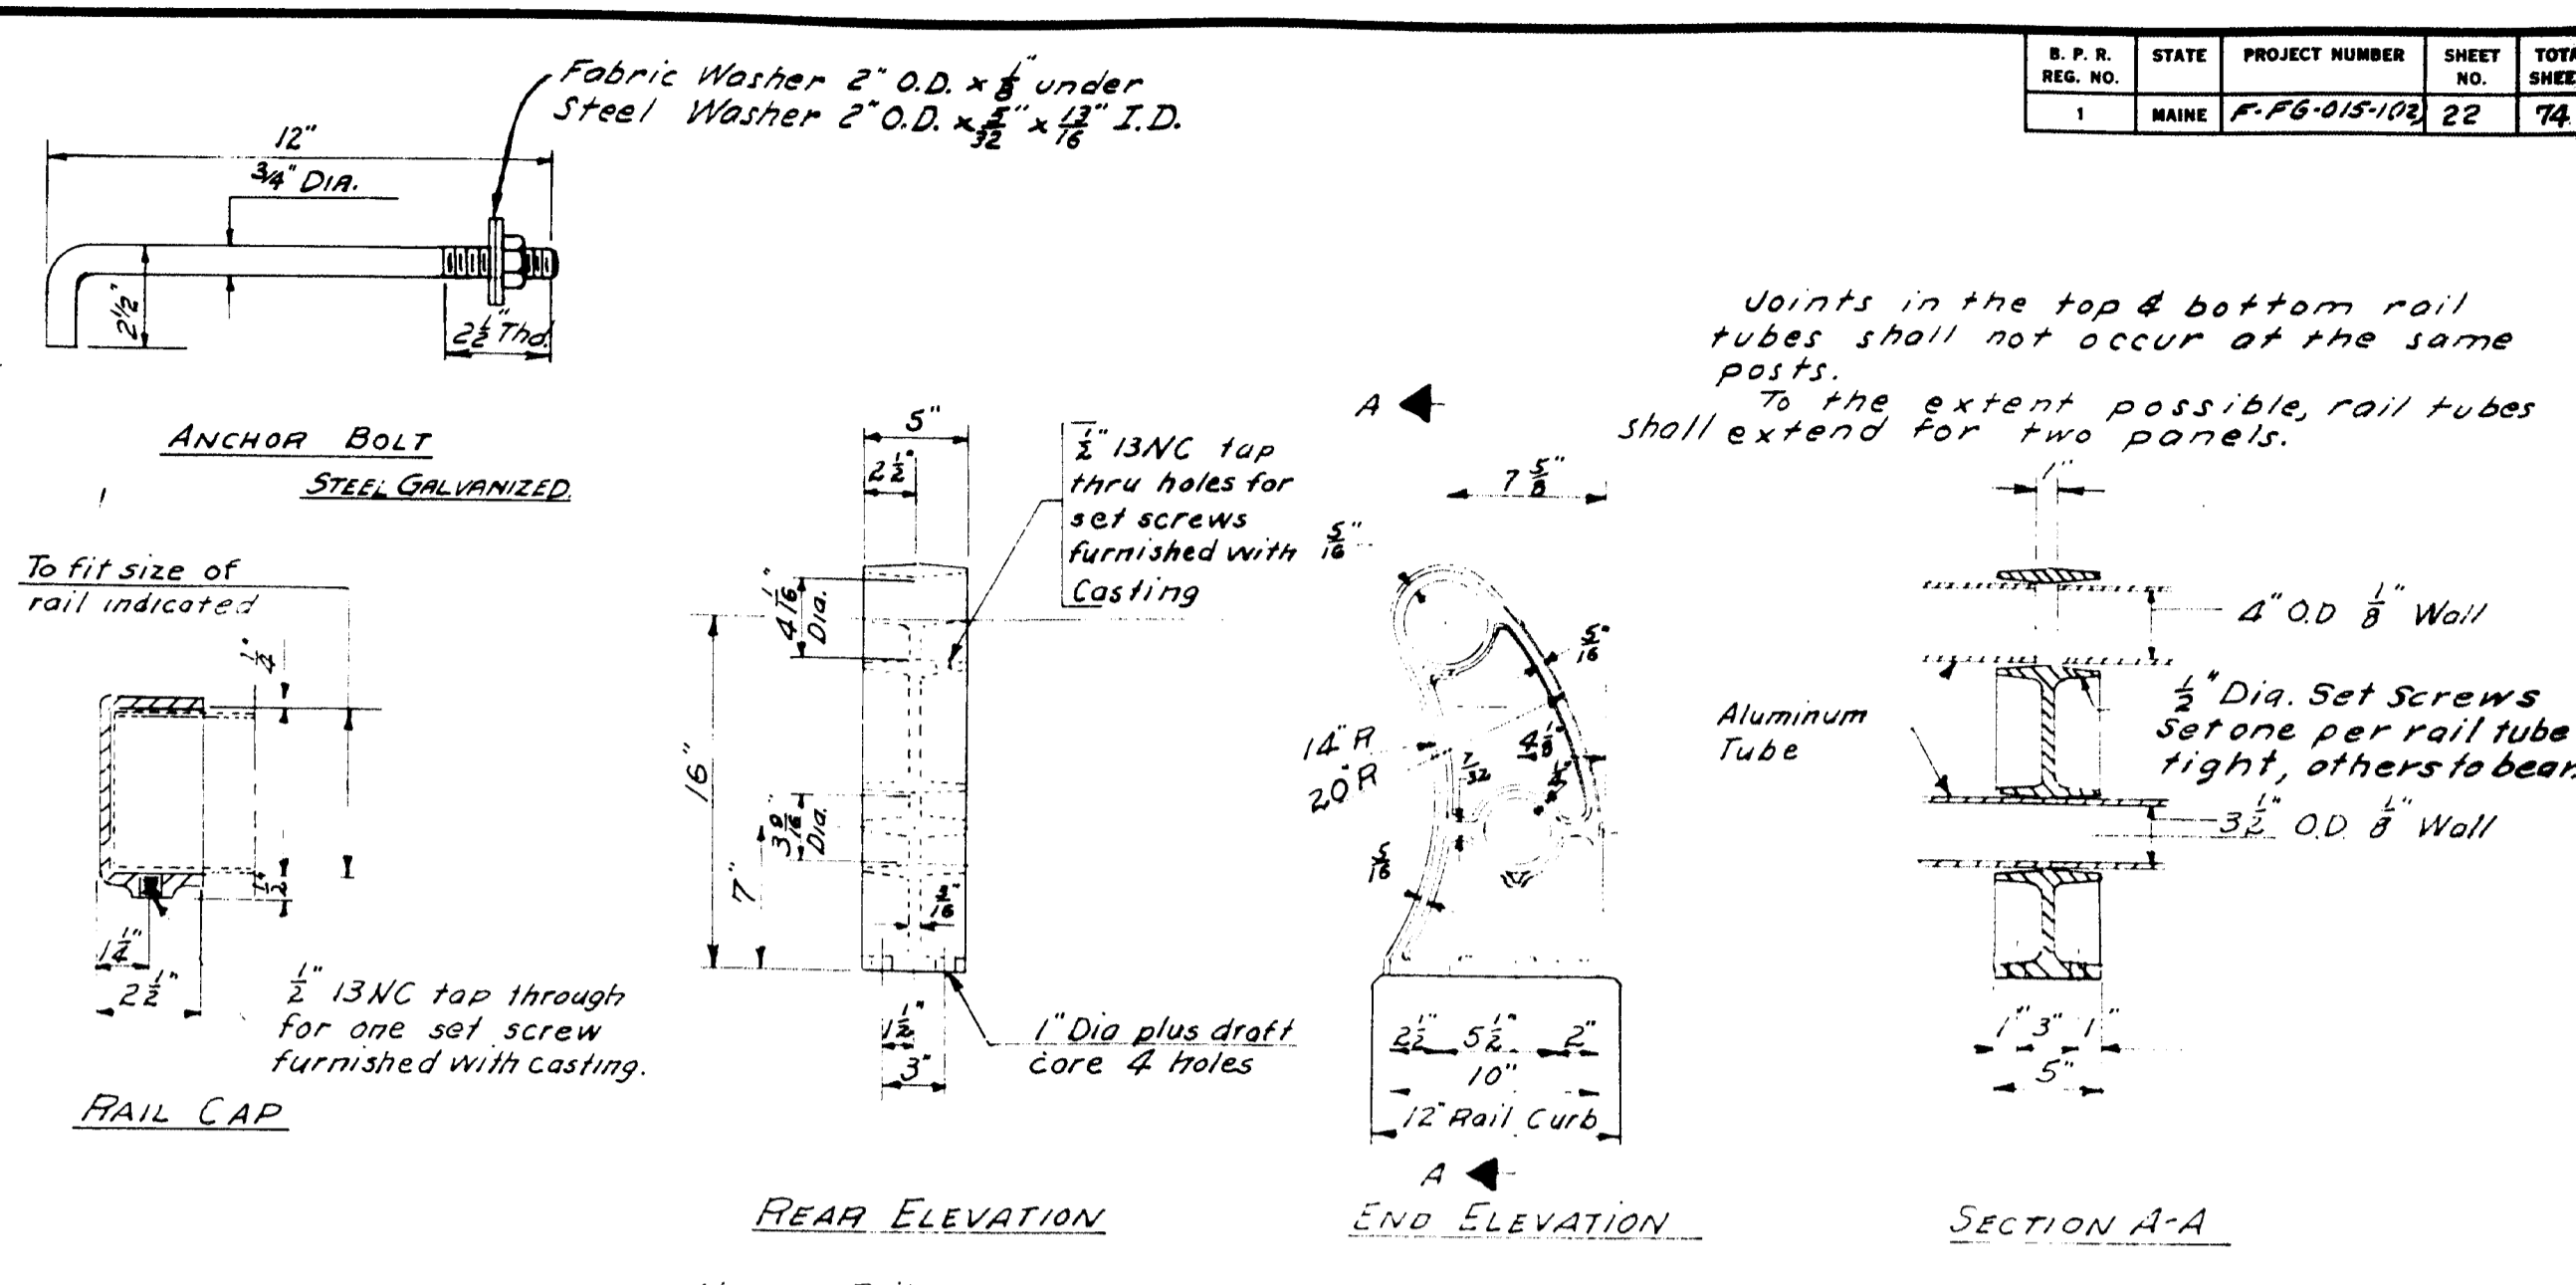 B. P. R. REG. NO.
STATE
PROJECT NUMBER
SHEET NO.
1
MAINE
F-FG-015-1(02)
22
74
Fabric Washer 2" O.D. x 1/8" under
Steel Washer 2" O.D. x 5/32" x 13/16" I.D.
12"
3/4" DIA.
2 1/2"
2 1/2" Thd.
ANCHOR BOLT
STEEL GALVANIZED.
Joints in the top & bottom rail
tubes shall not occur at the same
posts.
To the extent possible, rail tubes
shall extend for two panels.
To fit size of
rail indicated
1/4"
1/2"
1 1/4"
2 1/2"
1/2" 13NC tap through
for one set screw
furnished with casting.
RAIL CAP
5"
2 1/2"
1/2" 13NC tap
thru holes for
set screws
furnished with
Casting
4 1/16" Dia.
16"
3 9/16" Dia.
7"
1 1/2"
3"
1" Dia plus draft
core 4 holes
REAR ELEVATION
A
7 5/8"
5/16"
5/16"
14" R
20" R
7/32
4 1/8"
5/16
2 1/2" 5 1/2" 2"
10"
12" Rail Curb
A
END ELEVATION
1"
4" O.D 1/8" Wall
Aluminum
Tube
1/2" Dia. Set Screws
Set one per rail tube
tight, others to bear
3 1/2" O.D. 1/8" Wall
1" 3" 1"
5"
SECTION A-A